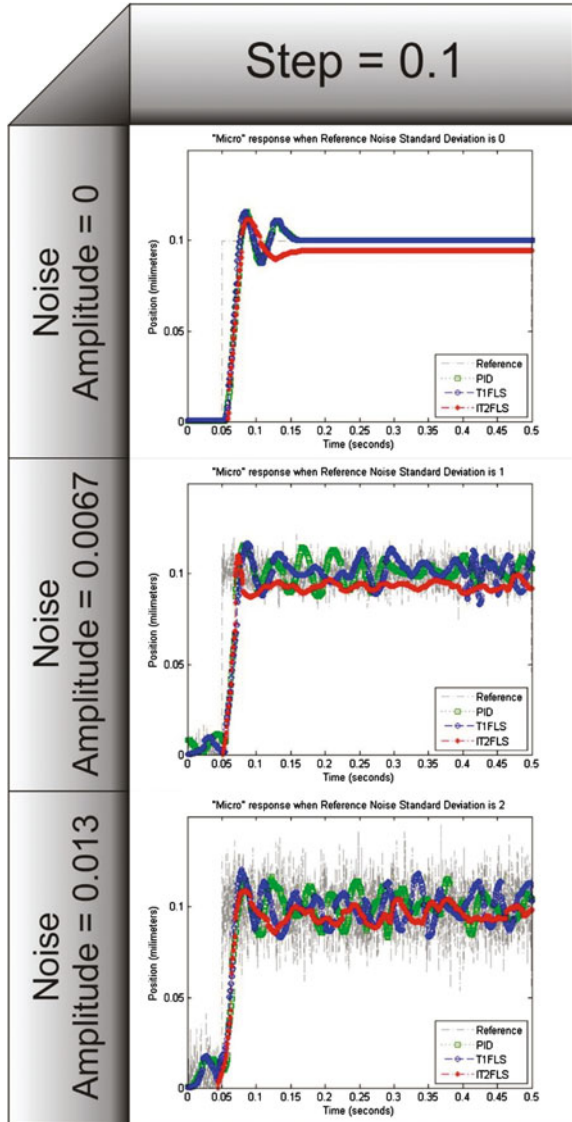 Step = 0.1
Noise
Amplitude = 0
"Micro" response when Reference Noise Standard Deviation is 0
0.1
0.05
0
Position (milimeters)
Reference
PID
T1FLS
IT2FLS
0 0.05 0.1 0.15 0.2 0.25 0.3 0.35 0.4 0.45 0.5
Time (seconds)
Noise
Amplitude = 0.0067
"Micro" response when Reference Noise Standard Deviation is 1
0.1
0.05
0
Position (milimeters)
Reference
PID
T1FLS
IT2FLS
0 0.05 0.1 0.15 0.2 0.25 0.3 0.35 0.4 0.45 0.5
Time (seconds)
Noise
Amplitude = 0.013
"Micro" response when Reference Noise Standard Deviation is 2
0.1
0.05
0
Position (milimeters)
Reference
PID
T1FLS
IT2FLS
0 0.05 0.1 0.15 0.2 0.25 0.3 0.35 0.4 0.45 0.5
Time (seconds)